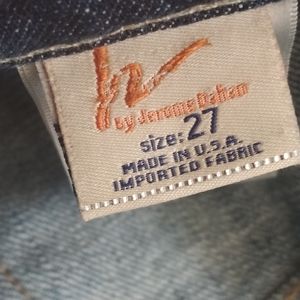 by Jerome Dahan
size: 27
MADE IN U.S.A.
IMPORTED FABRIC